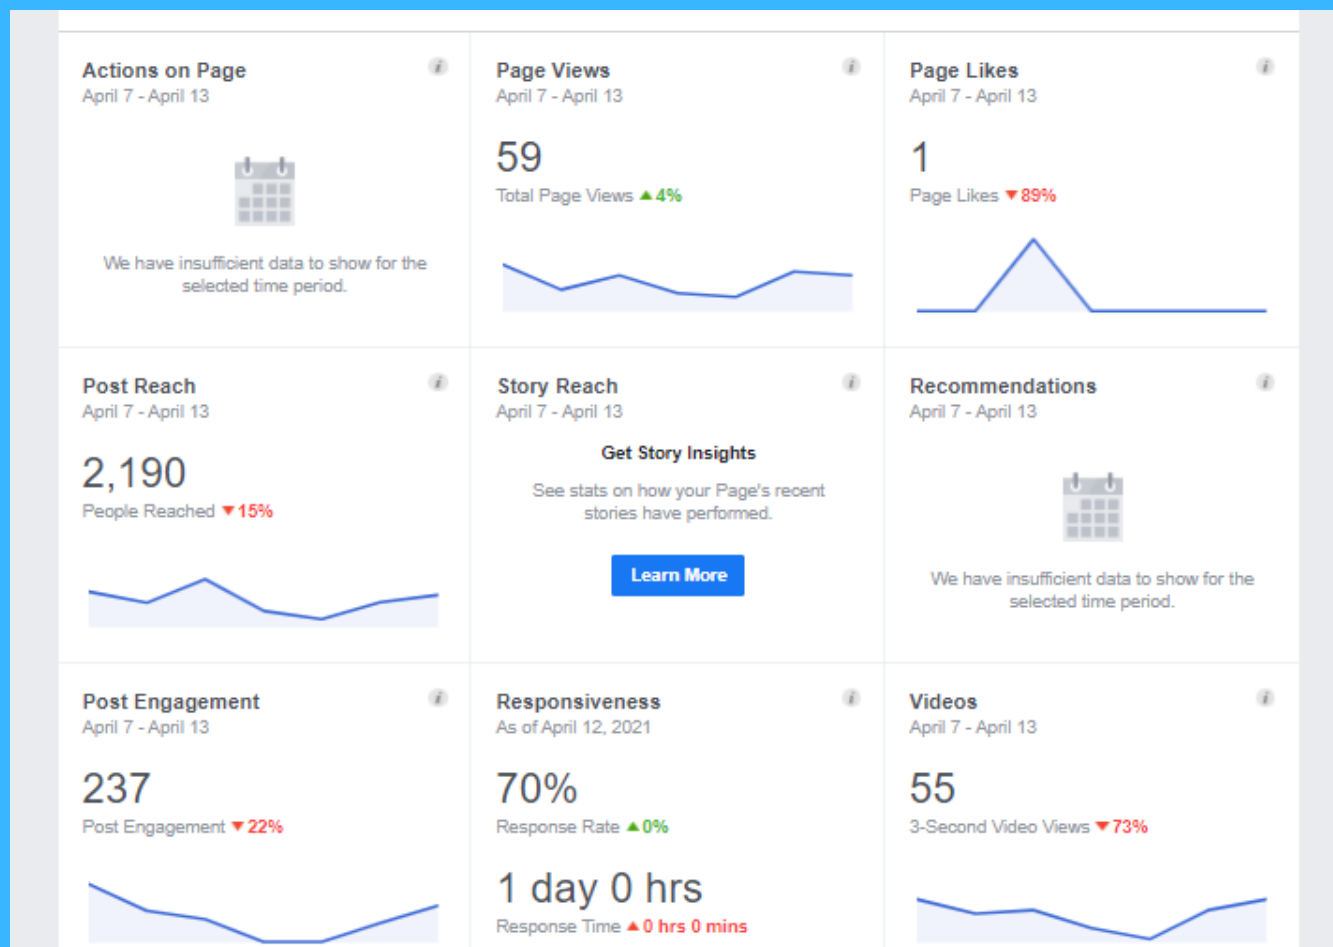 Actions on Page
April 7 - April 13
We have insufficient data to show for the
selected time period.
Page Views
April 7 - April 13
59
Total Page Views ▲4%
Page Likes
April 7 - April 13
1
Page Likes ▼89%
Post Reach
April 7 - April 13
2,190
People Reached ▼15%
Story Reach
April 7 - April 13
Get Story Insights
See stats on how your Page's recent
stories have performed.
Learn More
Recommendations
April 7 - April 13
We have insufficient data to show for the
selected time period.
Post Engagement
April 7 - April 13
237
Post Engagement ▼22%
Responsiveness
As of April 12, 2021
70%
Response Rate ▲0%
1 day 0 hrs
Response Time ▲0 hrs 0 mins
Videos
April 7 - April 13
55
3-Second Video Views ▼73%